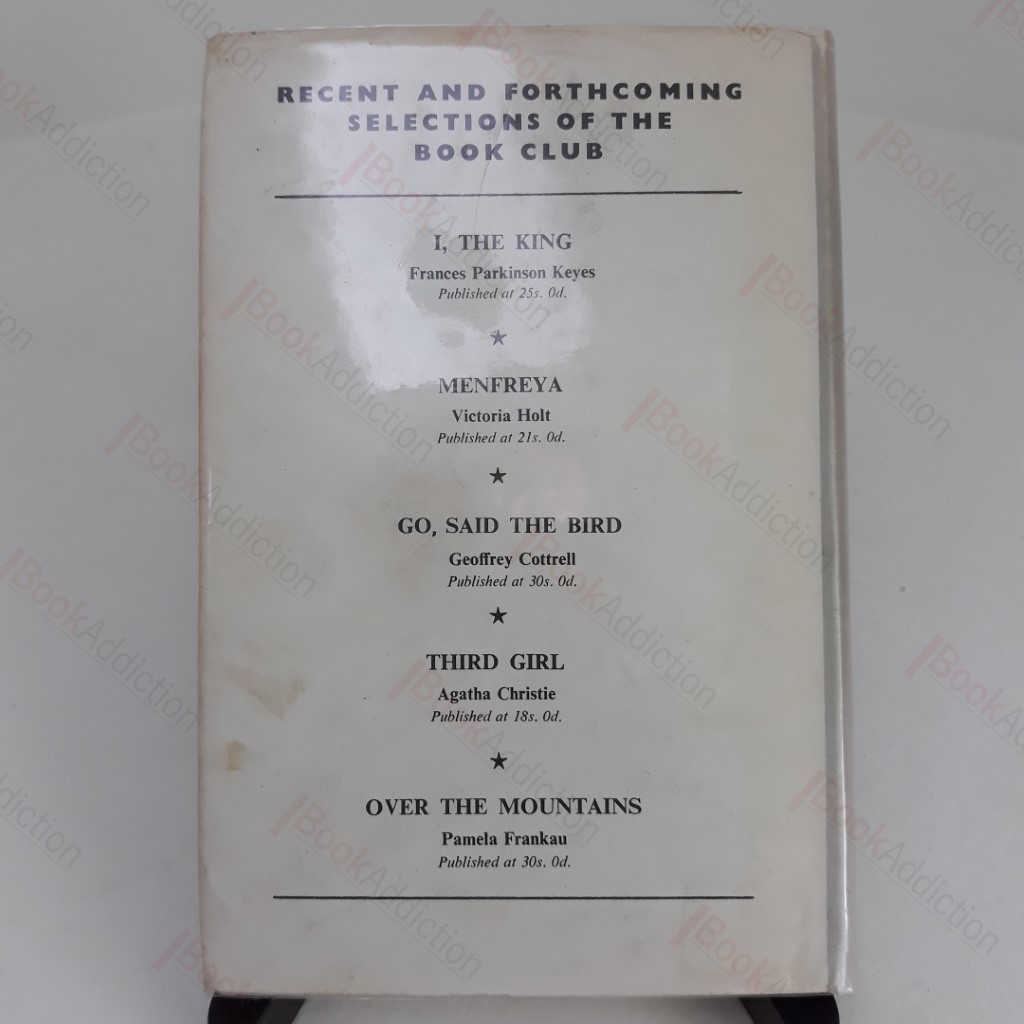 RECENT AND FORTHCOMING
SELECTIONS OF THE
BOOK CLUB
I, THE KING
Frances Parkinson Keyes
Published at 25s. 0d.
MENFREYA
Victoria Holt
Published at 21s. 0d.
GO, SAID THE BIRD
Geoffrey Cottrell
Published at 30s. 0d.
THIRD GIRL
Agatha Christie
Published at 18s. 0d.
OVER THE MOUNTAINS
Pamela Frankau
Published at 30s. 0d.
BookAddiction